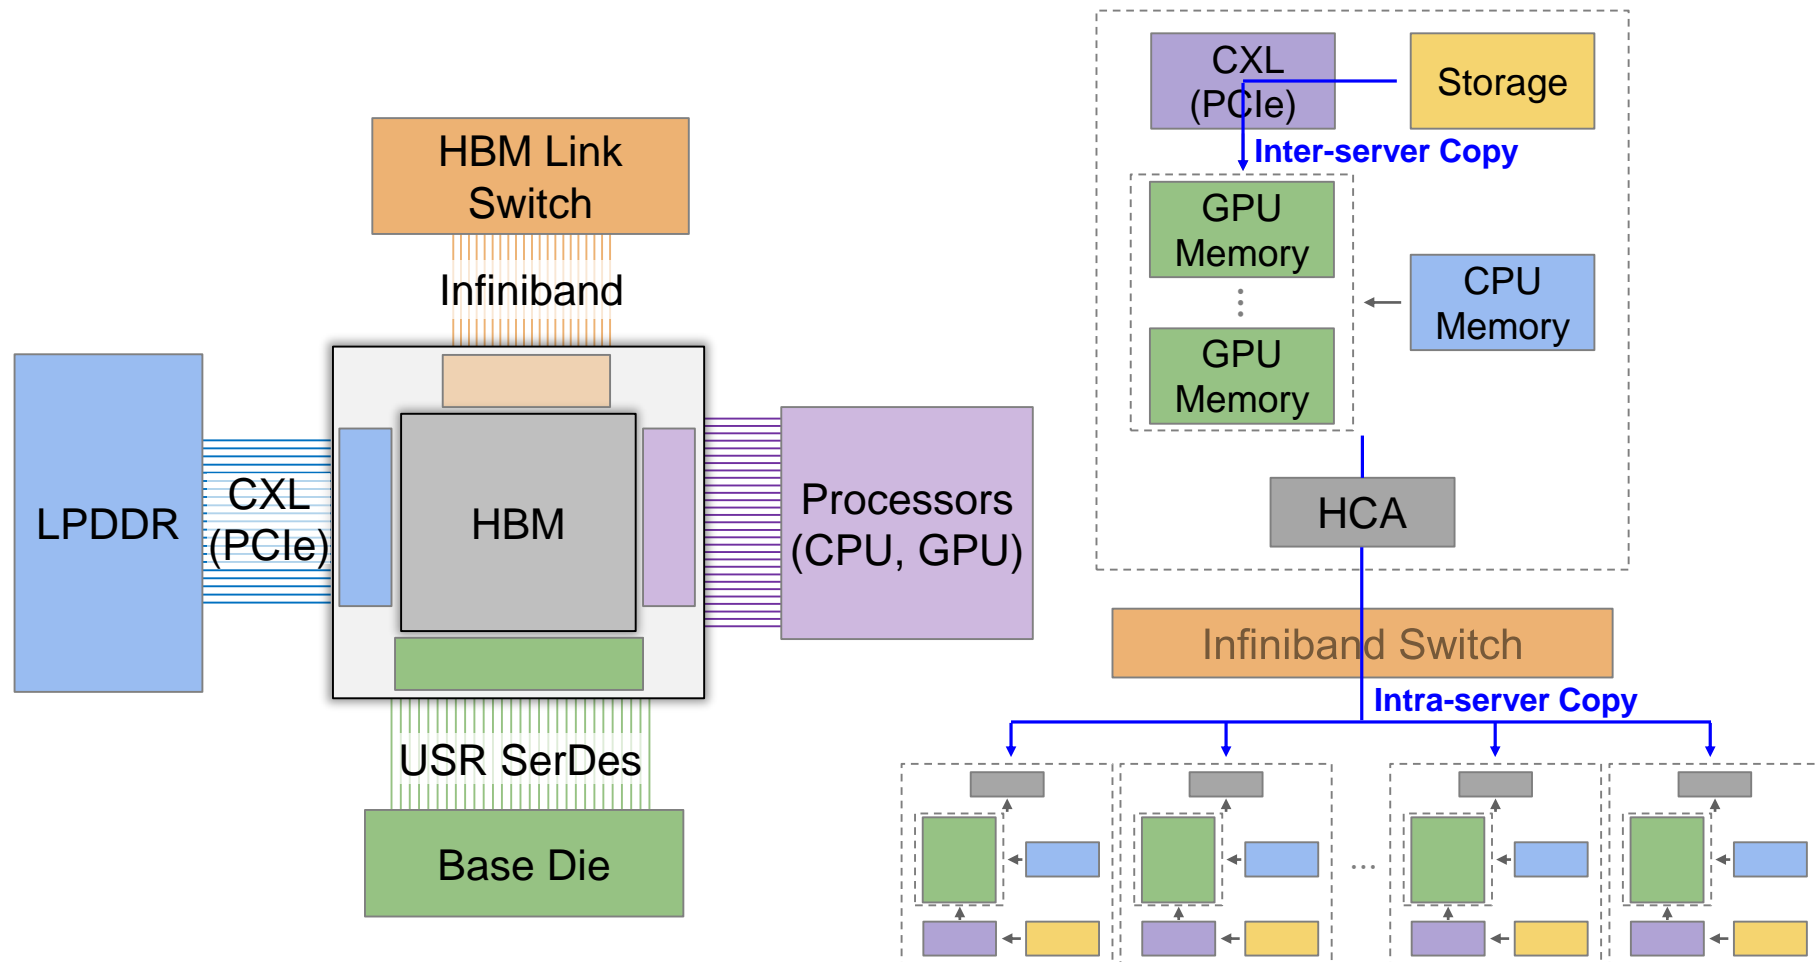 HBM Link
Switch
Infiniband
LPDDR
CXL
(PCIe)
HBM
Processors
(CPU, GPU)
USR SerDes
Base Die
CXL
(PCIe)
Storage
Inter-server Copy
GPU
Memory
GPU
Memory
CPU
Memory
HCA
Infiniband Switch
Intra-server Copy